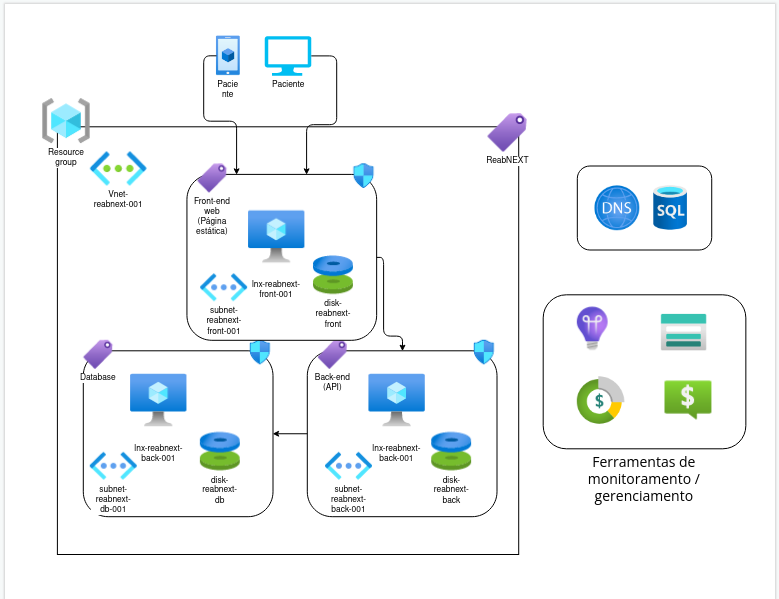 Pacie
nte
Paciente
Resource
group
ReabNEXT
Vnet-
reabnext-
001
Front-end
web
(Página
estática)
lnx-reabnext-
front-001
subnet-
reabnext-
front-001
disk-
reabnext-
front
DNS
SQL
Database
lnx-reabnext-
back-001
subnet-
reabnext-
db-001
disk-
reabnext-
db
Back-end
(API)
lnx-reabnext-
back-001
subnet-
reabnext-
back-001
disk-
reabnext-
back
$
$
Ferramentas de
monitoramento /
gerenciamento